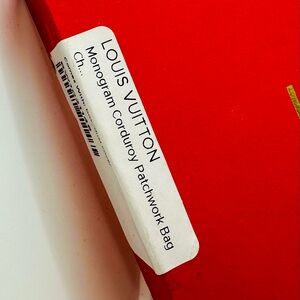 LOUIS VUITTON
Monogram Corduroy Patchwork Bag
Ch...